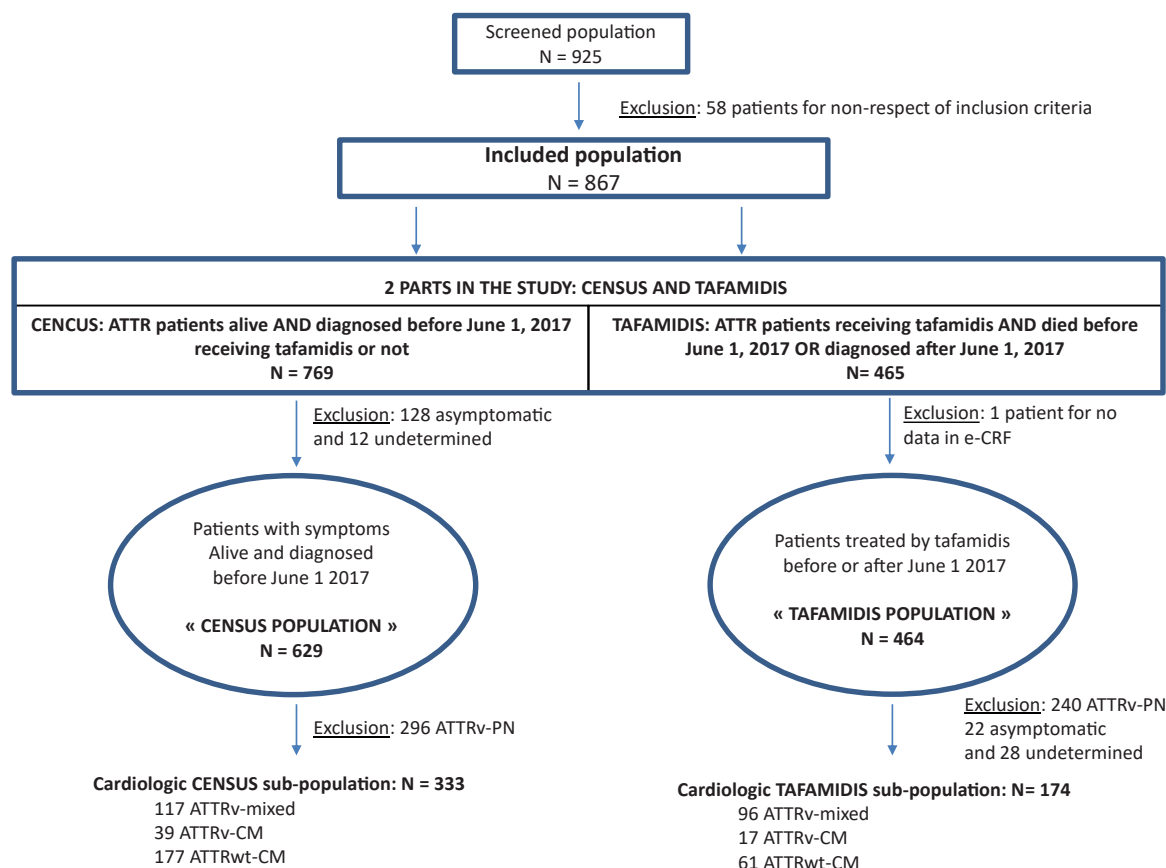 Screened population
N = 925
Exclusion: 58 patients for non-respect of inclusion criteria
Included population
N = 867
2 PARTS IN THE STUDY: CENSUS AND TAFAMIDIS
CENCUS: ATTR patients alive AND diagnosed before June 1, 2017
receiving tafamidis or not
N = 769
TAFAMIDIS: ATTR patients receiving tafamidis AND died before
June 1, 2017 OR diagnosed after June 1, 2017
N= 465
Exclusion: 128 asymptomatic
and 12 undetermined
Exclusion: 1 patient for no
data in e-CRF
Patients with symptoms
Alive and diagnosed
before June 1 2017
« CENSUS POPULATION »
N = 629
Patients treated by tafamidis
before or after June 1 2017
« TAFAMIDIS POPULATION »
N = 464
Exclusion: 296 ATTRv-PN
Exclusion: 240 ATTRv-PN
22 asymptomatic
and 28 undetermined
Cardiologic CENSUS sub-population: N = 333
117 ATTRv-mixed
39 ATTRv-CM
177 ATTRwt-CM
Cardiologic TAFAMIDIS sub-population: N= 174
96 ATTRv-mixed
17 ATTRv-CM
61 ATTRwt-CM